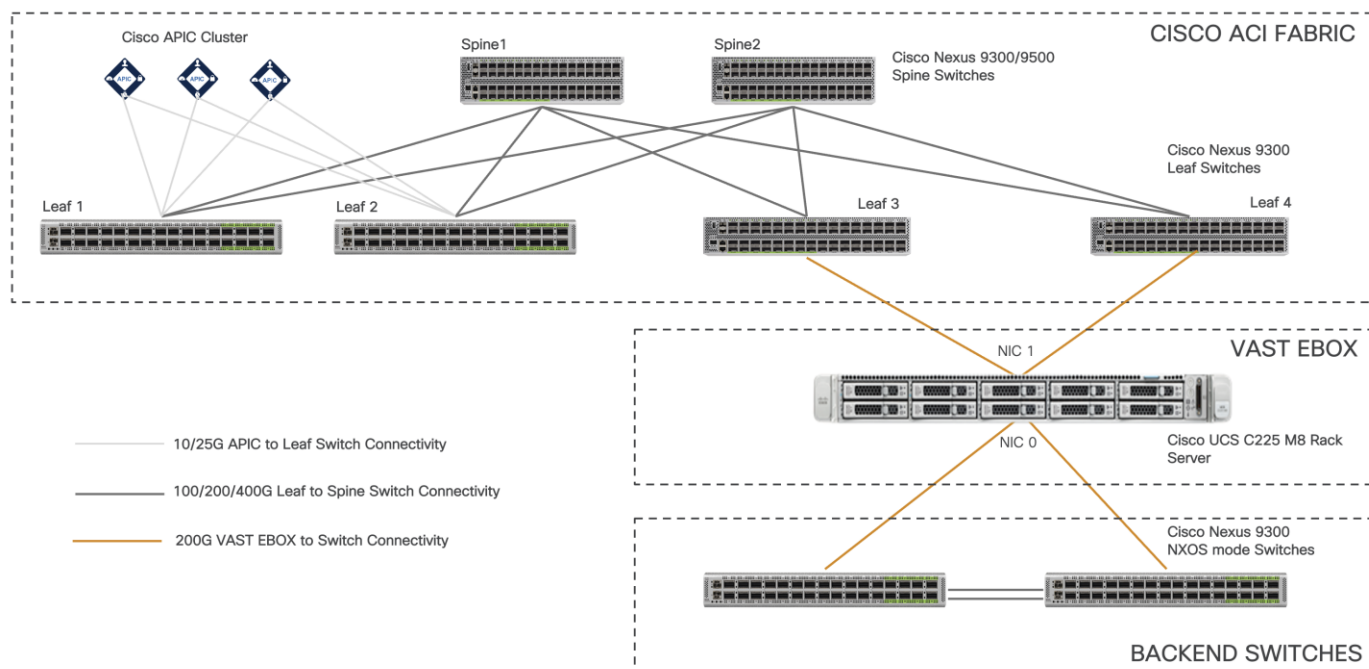 CISCO ACI FABRIC
Cisco APIC Cluster
Spine1
Spine2
Cisco Nexus 9300/9500
Spine Switches
APIC
APIC
APIC
Cisco Nexus 9300
Leaf Switches
Leaf 1
Leaf 2
Leaf 3
Leaf 4
VAST EBOX
NIC 1
NIC 0
Cisco UCS C225 M8 Rack
Server
10/25G APIC to Leaf Switch Connectivity
100/200/400G Leaf to Spine Switch Connectivity
200G VAST EBOX to Switch Connectivity
Cisco Nexus 9300
NXOS mode Switches
BACKEND SWITCHES